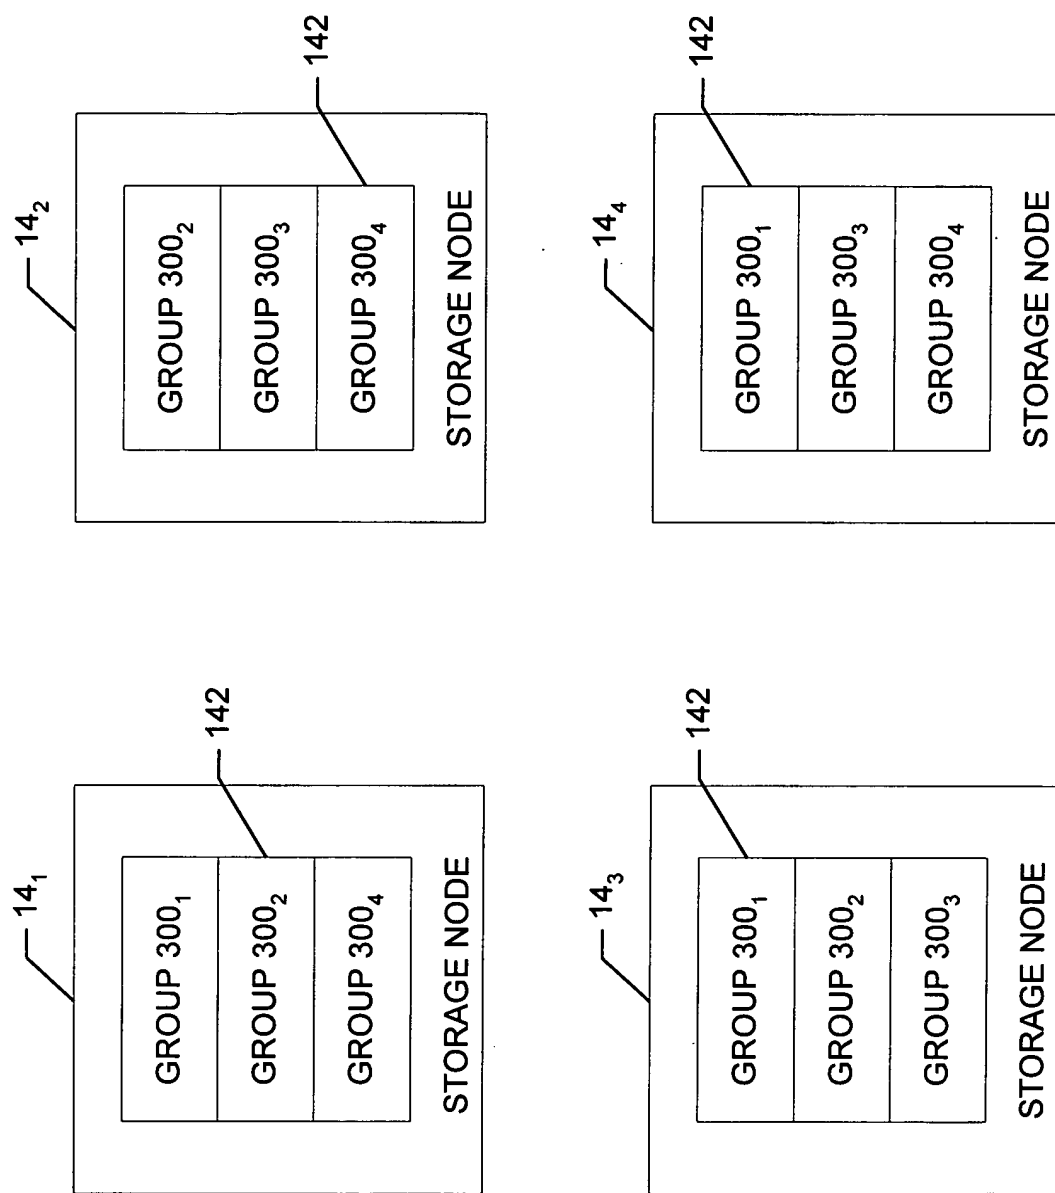 14₁
142
GROUP 300₁
GROUP 300₂
GROUP 300₄
STORAGE NODE
14₂
142
GROUP 300₂
GROUP 300₃
GROUP 300₄
STORAGE NODE
14₃
142
GROUP 300₁
GROUP 300₂
GROUP 300₃
STORAGE NODE
14₄
142
GROUP 300₁
GROUP 300₃
GROUP 300₄
STORAGE NODE